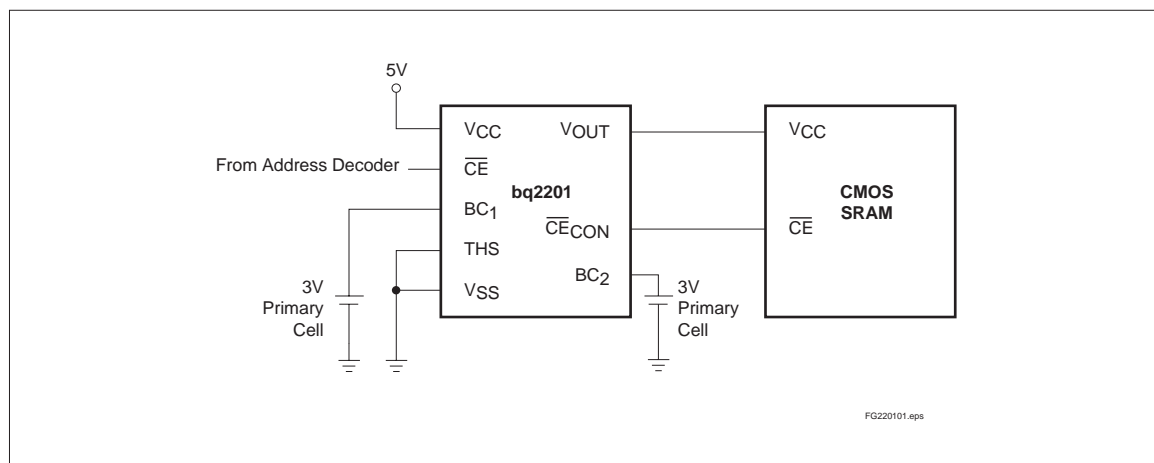 5V
VCC
VOUT
VCC
From Address Decoder
CE
bq2201
CMOS
SRAM
BC1
CECON
CE
THS
BC2
3V
Primary
Cell
VSS
3V
Primary
Cell
FG220101.eps